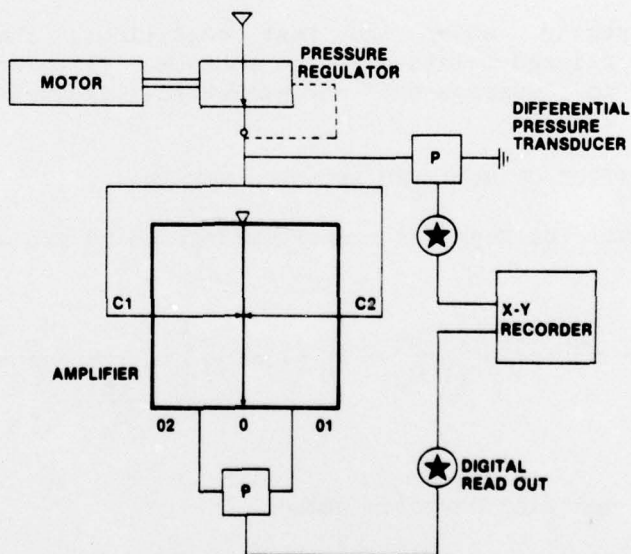 PRESSURE
REGULATOR
MOTOR
DIFFERENTIAL
PRESSURE
TRANSDUCER
P
C1
C2
X-Y
RECORDER
AMPLIFIER
02
0
01
P
DIGITAL
READ OUT